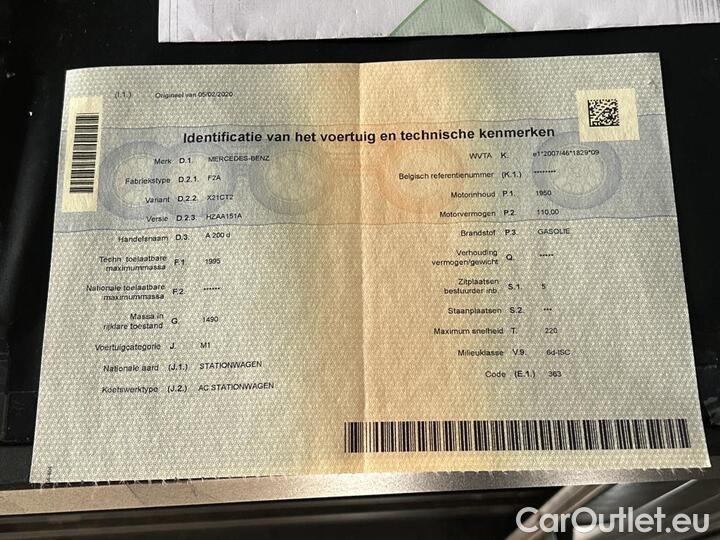 (I.1.) Origineel van 05/02/2020
Identificatie van het voertuig en technische kenmerken
Merk D.1. MERCEDES-BENZ
Fabriekstype D.2.1. F2A
Variant D.2.2. X21CT2
Versie D.2.3. HZAA151A
Handelsnaam D.3. A 200 d
Techn. toelaatbare
maximummassa F.1. 1995
Nationale toelaatbare
maximummassa F.2. ******
Massa in
rijklare toestand G. 1490
Voertuigcategorie J. M1
Nationale aard (J.1.) STATIONWAGEN
Koetswerktype (J.2.) AC STATIONWAGEN
WVTA K. e1*2007/46*1829*09
Belgisch referentienummer (K.1.) ********
Motorinhoud P.1. 1950
Motorvermogen P.2. 110.00
Brandstof P.3. GASOLIE
Verhouding
vermogen/gewicht Q. *****
Zitplaatsen
bestuurder inb. S.1. 5
Staanplaatsen S.2. ***
Maximum snelheid T. 220
Milieuklasse V.9. 6d-ISC
Code (E.1.) 363
CarOutlet.eu